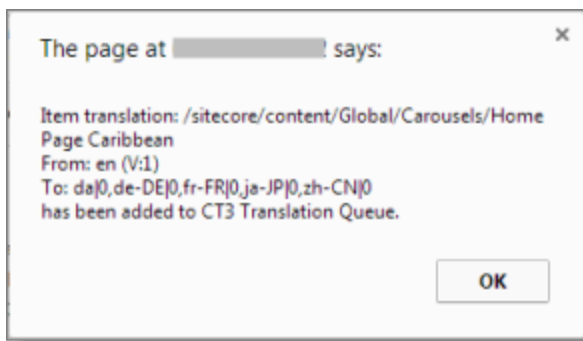 The page at says:
Item translation: /sitecore/content/Global/Carousels/Home
Page Caribbean
From: en (V:1)
To: da|0,de-DE|0,fr-FR|0,ja-JP|0,zh-CN|0
has been added to CT3 Translation Queue.
OK